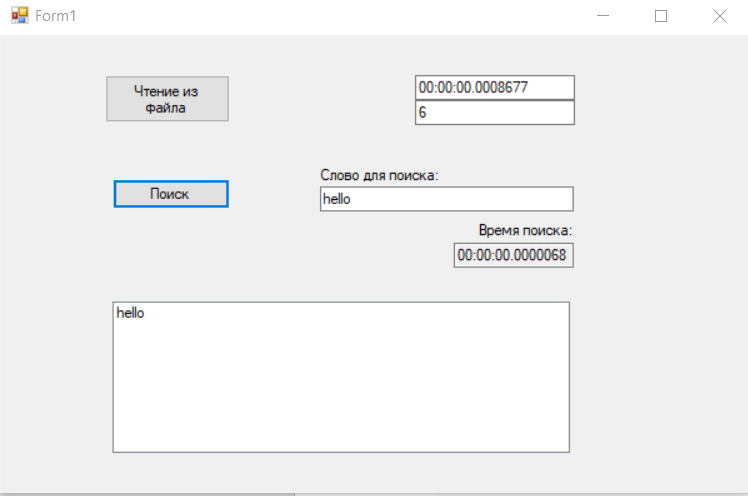 Form1
Чтение из
файла
00:00:00.0008677
6
Слово для поиска:
Поиск
hello
Время поиска:
00:00:00.0000068
hello